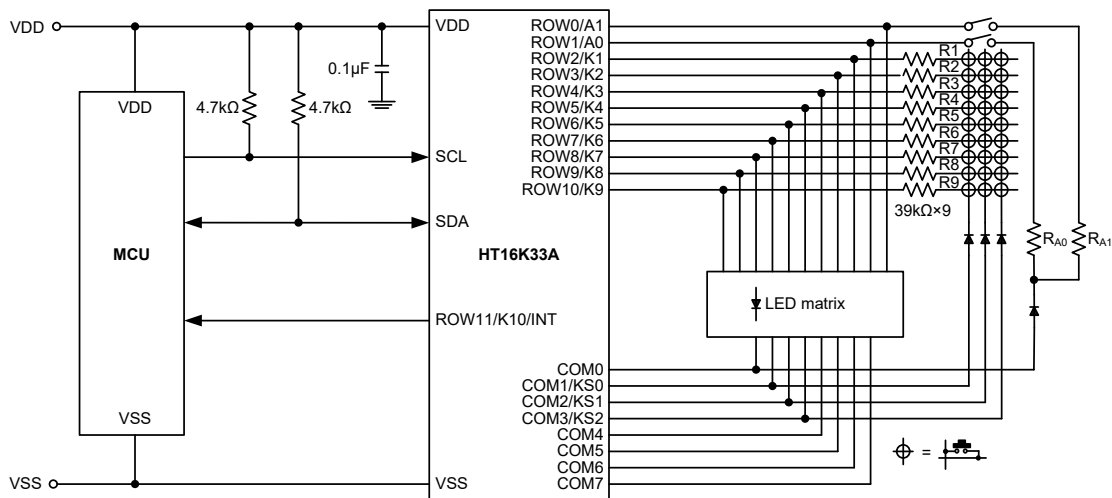 VDD
VDD
4.7kΩ
4.7kΩ
0.1µF
MCU
VSS
VSS
VDD
SCL
SDA
HT16K33A
ROW11/K10/INT
VSS
ROW0/A1
ROW1/A0
ROW2/K1
ROW3/K2
ROW4/K3
ROW5/K4
ROW6/K5
ROW7/K6
ROW8/K7
ROW9/K8
ROW10/K9
COM0
COM1/KS0
COM2/KS1
COM3/KS2
COM4
COM5
COM6
COM7
R1
R2
R3
R4
R5
R6
R7
R8
R9
39kΩ×9
RA0
RA1
LED matrix
=